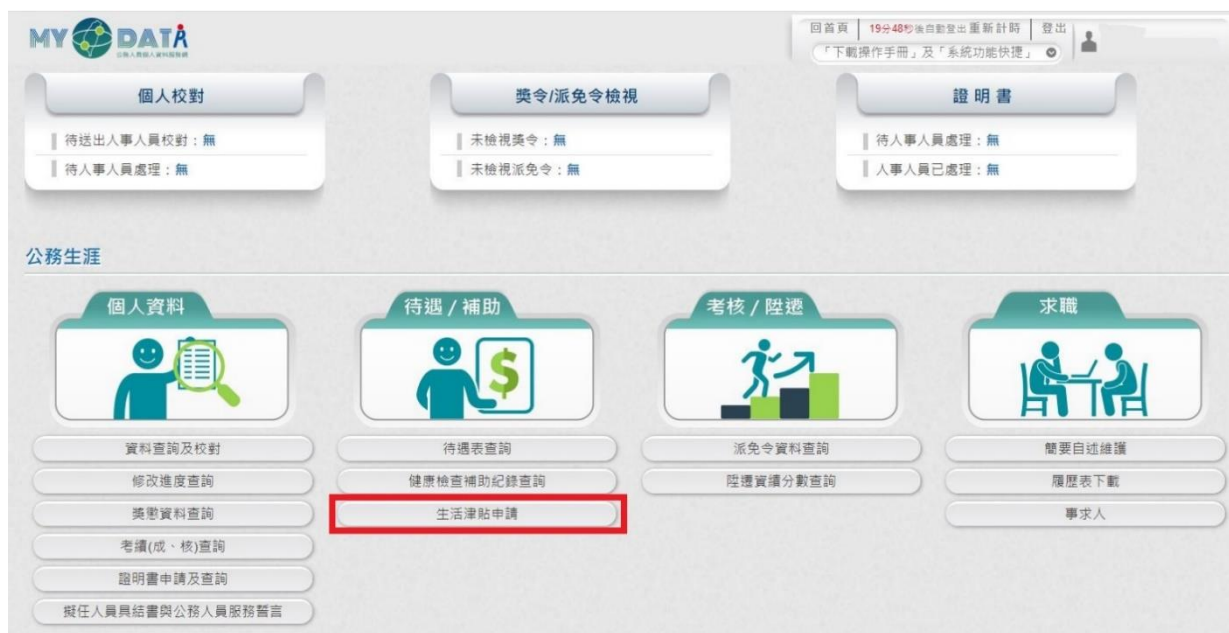 MY DATA
公務人員個人資料服務網
回首頁 19分48秒後自動登出重新計時 登出
「下載操作手冊」及「系統功能快捷」
個人校對
待送出人事人員校對：無
待人事人員處理：無
獎令/派免令檢視
未檢視獎令：無
未檢視派免令：無
證明書
待人事人員處理：無
人事人員已處理：無
公務生涯
個人資料
資料查詢及校對
修改進度查詢
獎懲資料查詢
考績(成、核)查詢
證明書申請及查詢
擬任人員具結書與公務人員服務誓言
待遇/補助
$
待遇表查詢
健康檢查補助紀錄查詢
生活津貼申請
考核/陞遷
派免令資料查詢
陞遷資績分數查詢
求職
簡要自述維護
履歷表下載
事求人